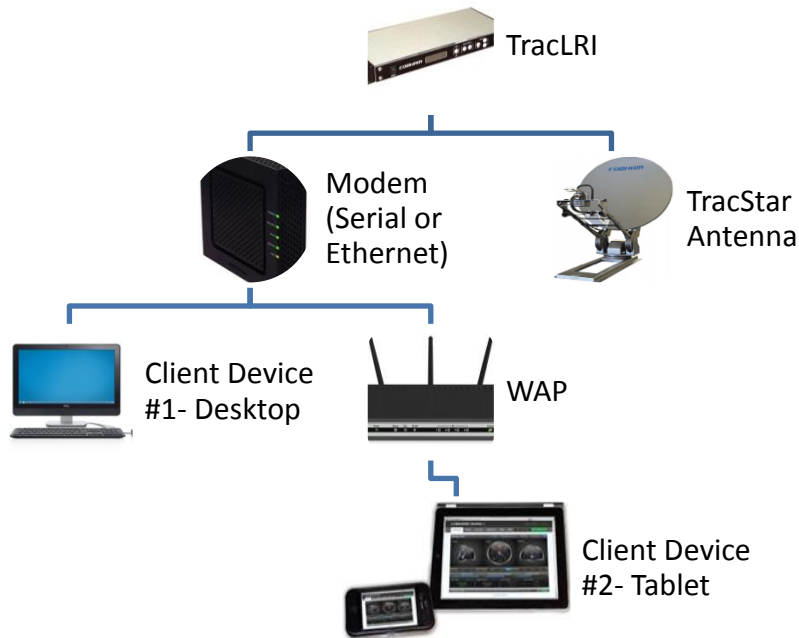 TracLRI
Modem
(Serial or
Ethernet)
TracStar
Antenna
Client Device
#1- Desktop
WAP
Client Device
#2- Tablet